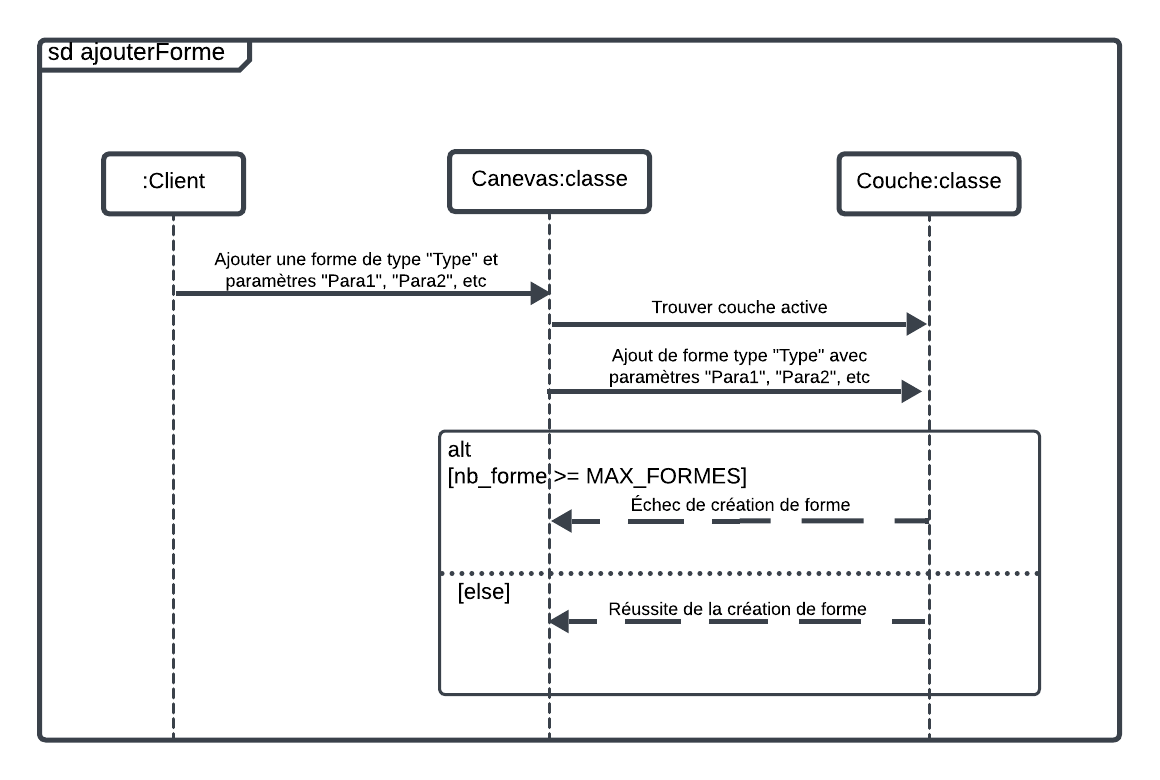 sd ajouterForme
:Client
Canevas:classe
Couche:classe
Ajouter une forme de type "Type" et
paramètres "Para1", "Para2", etc
Trouver couche active
Ajout de forme type "Type" avec
paramètres "Para1", "Para2", etc
alt
[nb_forme >= MAX_FORMES]
Échec de création de forme
[else]
Réussite de la création de forme